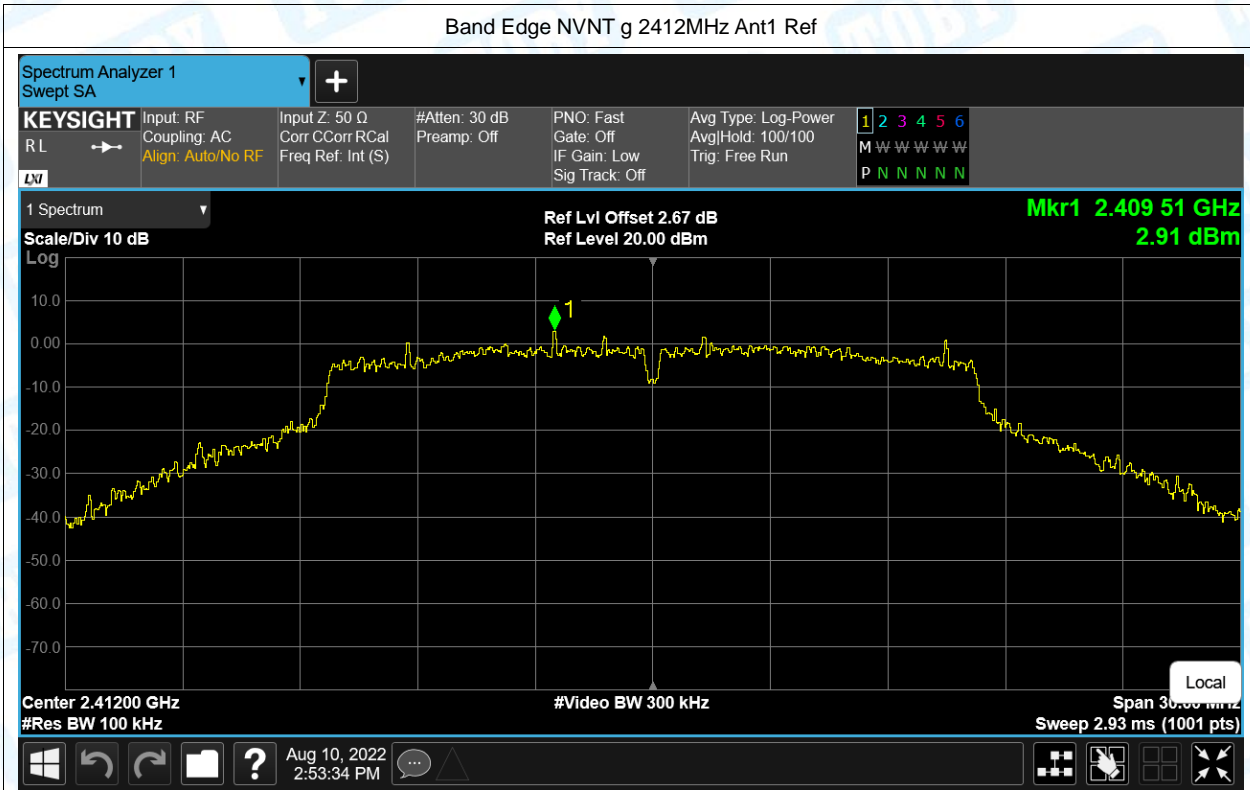 Band Edge NVNT g 2412MHz Ant1 Ref
Spectrum Analyzer 1
Swept SA
+
KEYSIGHT
R L
LXI
Input: RF
Coupling: AC
Align: Auto/No RF
Input Z: 50 Ω
Corr CCorr RCal
Freq Ref: Int (S)
#Atten: 30 dB
Preamp: Off
PNO: Fast
Gate: Off
IF Gain: Low
Sig Track: Off
Avg Type: Log-Power
Avg|Hold: 100/100
Trig: Free Run
1 2 3 4 5 6
M W W W W W
P N N N N N
1 Spectrum
Scale/Div 10 dB
Ref Lvl Offset 2.67 dB
Ref Level 20.00 dBm
Mkr1 2.409 51 GHz
2.91 dBm
Log
10.0
0.00
-10.0
-20.0
-30.0
-40.0
-50.0
-60.0
-70.0
1
Center 2.41200 GHz
#Res BW 100 kHz
#Video BW 300 kHz
Local
Span 30.00 MHz
Sweep 2.93 ms (1001 pts)
?
Aug 10, 2022
2:53:34 PM